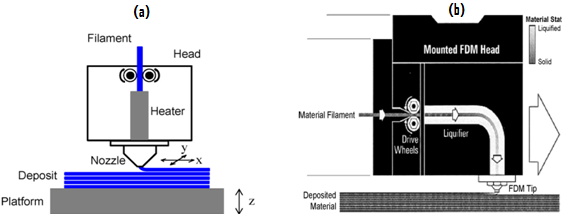 (a)
Filament
Head
Heater
Nozzle
y
x
Deposit
Platform
z
(b)
Material Stat
Liquified
Solid
Mounted FDM Head
Material Filament
Drive
Wheels
Liquifier
FDM Tip
Deposited
Material